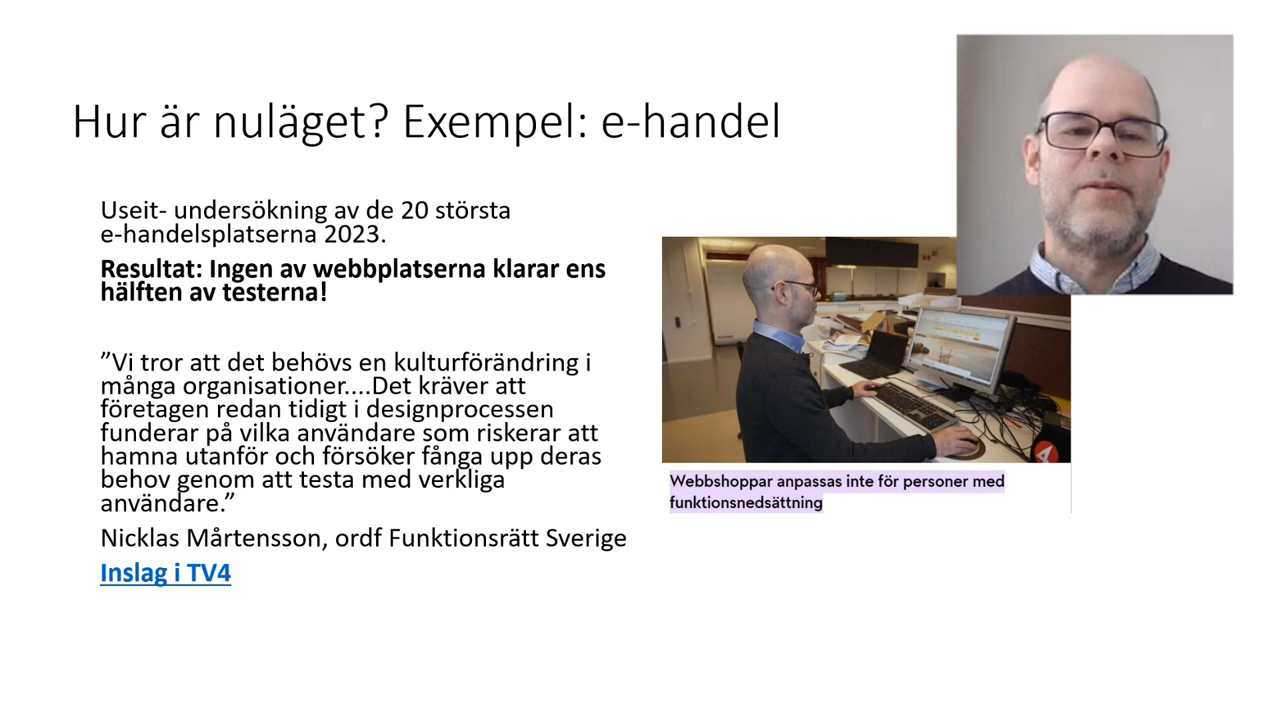 Hur är nuläget? Exempel: e-handel
Useit- undersökning av de 20 största
e-handelsplatserna 2023.
Resultat: Ingen av webbplatserna klarar ens
hälften av testerna!
”Vi tror att det behövs en kulturförändring i
många organisationer....Det kräver att
företagen redan tidigt i designprocessen
funderar på vilka användare som riskerar att
hamna utanför och försöker fånga upp deras
behov genom att testa med verkliga
användare.”
Nicklas Mårtensson, ordf Funktionsrätt Sverige
Inslag i TV4
Webbshoppar anpassas inte för personer med
funktionsnedsättning